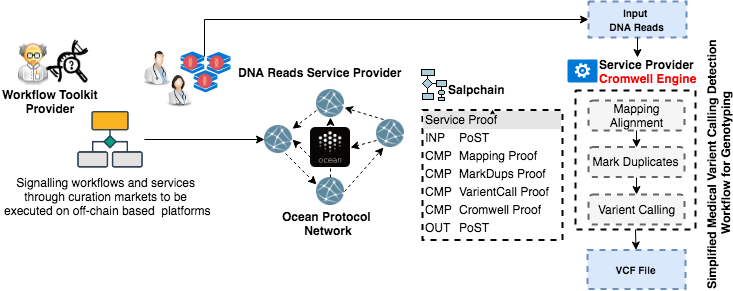 Workflow Toolkit
Provider
Signalling workflows and services
through curation markets to be
executed on off-chain based platforms
DNA Reads Service Provider
ocean
Ocean Protocol
Network
Salpchain
Service Proof
INP PoST
CMP Mapping Proof
CMP MarkDups Proof
CMP VarientCall Proof
CMP Cromwell Proof
OUT PoST
Input
DNA Reads
Service Provider
Cromwell Engine
Mapping
Alignment
Mark Duplicates
Varient Calling
VCF File
Simplified Medical Varient Calling Detection
Workflow for Genotyping